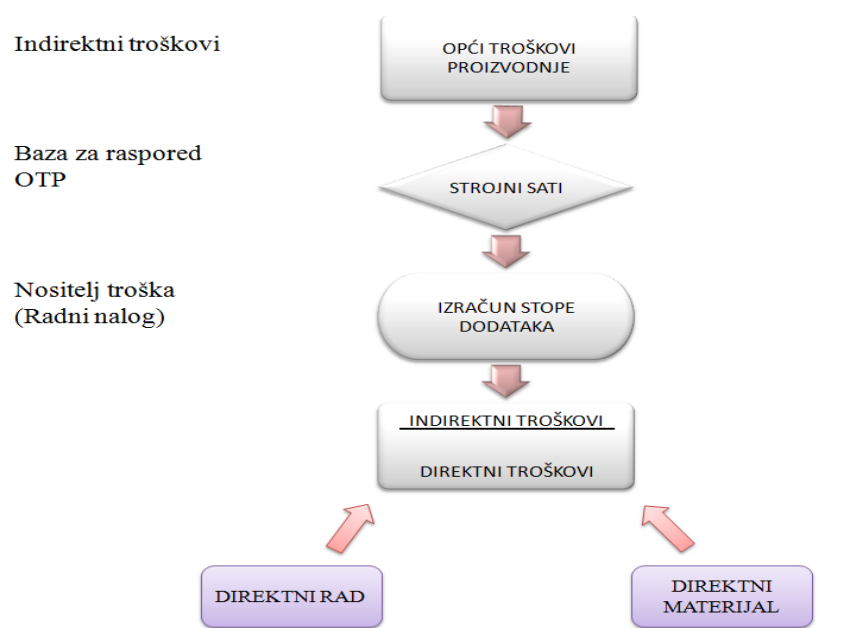 Indirektni troškovi
OPĆI TROŠKOVI
PROIZVODNJE
Baza za raspored
OTP
STROJNI SATI
Nositelj troška
(Radni nalog)
IZRAČUN STOPE
DODATAKA
INDIREKTNI TROŠKOVI
DIREKTNI TROŠKOVI
DIREKTNI RAD
DIREKTNI
MATERIJAL